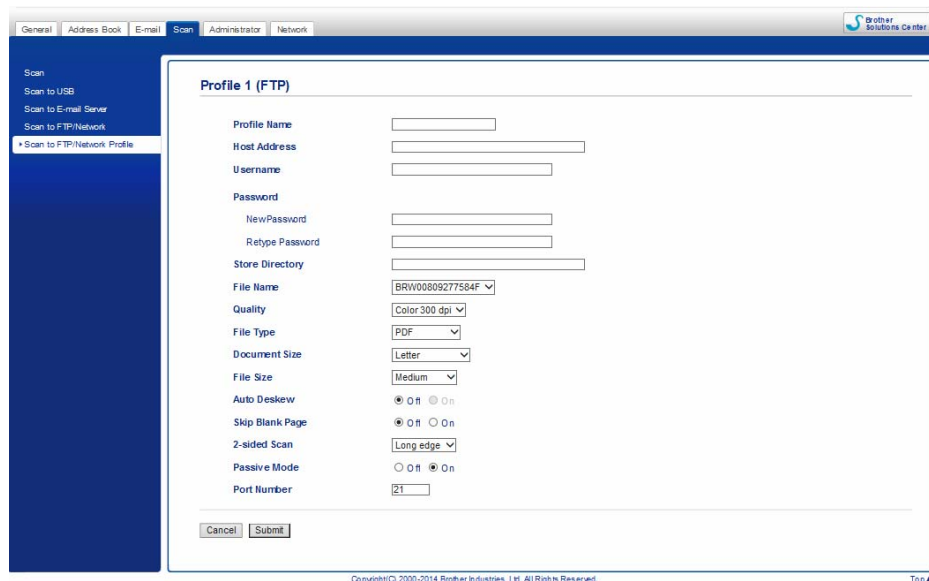 General Address Book E-mail Scan Administrator Network
Brother
Solutions Center
Scan
Scan to USB
Scan to E-mail Server
Scan to FTP/Network
Scan to FTP/Network Profile
Profile 1 (FTP)
Profile Name
Host Address
Username
Password
NewPassword
Retype Password
Store Directory
File Name BRW00809277584F
Quality Color 300 dpi
File Type PDF
Document Size Letter
File Size Medium
Auto Deskew Off On
Skip Blank Page Off On
2-sided Scan Long edge
Passive Mode Off On
Port Number 21
Cancel Submit
Copyright(C) 2000-2014 Brother Industries, Ltd. All Rights Reserved.
Top